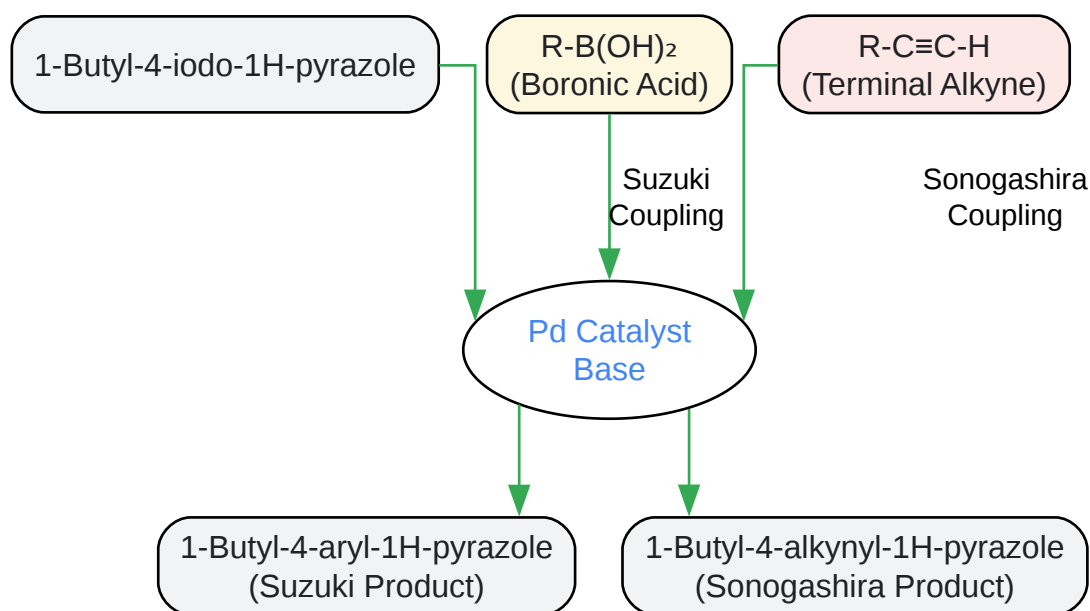 1-Butyl-4-iodo-1H-pyrazole
R-B(OH)₂
(Boronic Acid)
R-C≡C-H
(Terminal Alkyne)
Suzuki
Coupling
Sonogashira
Coupling
Pd Catalyst
Base
1-Butyl-4-aryl-1H-pyrazole
(Suzuki Product)
1-Butyl-4-alkynyl-1H-pyrazole
(Sonogashira Product)